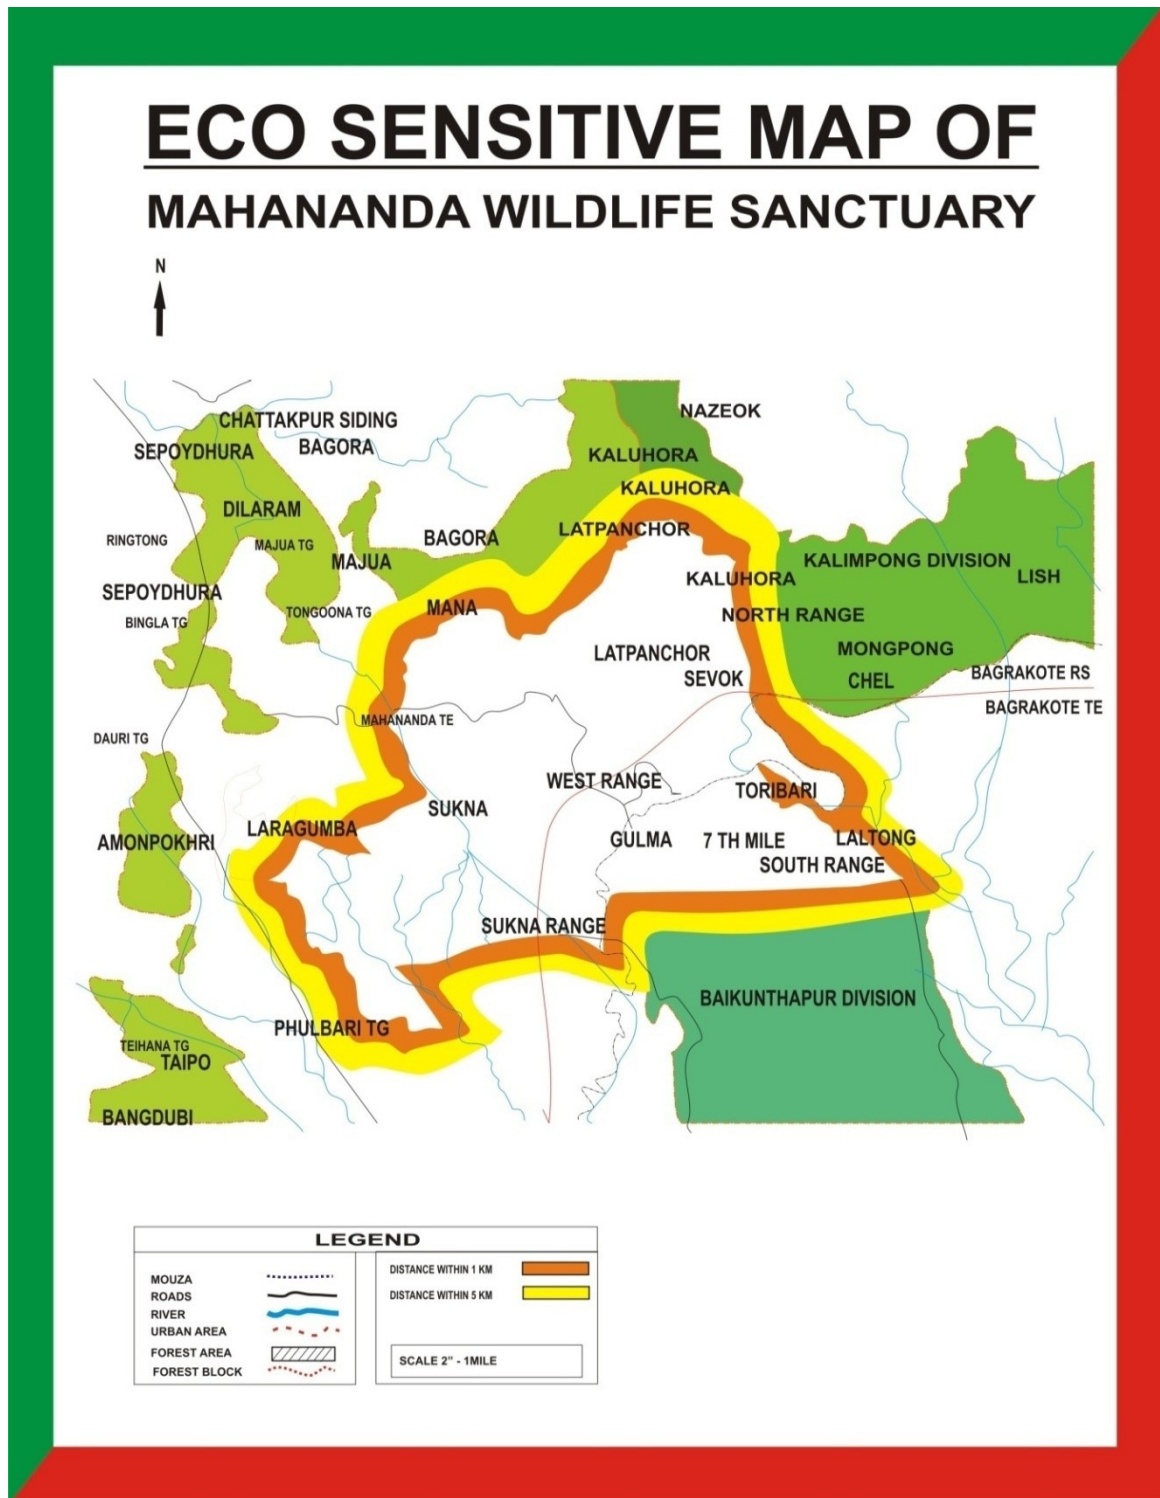 ECO SENSITIVE MAP OF
MAHANANDA WILDLIFE SANCTUARY
N
NAZEOK
CHATTAKPUR SIDING
BAGORA
SEPOYDHURA
KALUHORA
KALUHORA
DILARAM
LATPANCHOR
RINGTONG
MAJUA TG
BAGORA
MAJUA
KALIMPONG DIVISION
LISH
KALUHORA
SEPOYDHURA
MANA
TONGOONA TG
NORTH RANGE
BINGLA TG
MONGPONG
LATPANCHOR
SEVOK
CHEL
BAGRAKOTE RS
BAGRAKOTE TE
MAHANANDA TE
DAURI TG
WEST RANGE
TORIBARI
SUKNA
LARAGUMBA
AMONPOKHRI
GULMA
7 TH MILE
LALTONG
SOUTH RANGE
SUKNA RANGE
BAIKUNTHAPUR DIVISION
PHULBARI TG
TEIHANA TG
TAIPO
BANGDUBI
LEGEND
MOUZA
ROADS
RIVER
URBAN AREA
FOREST AREA
FOREST BLOCK
DISTANCE WITHIN 1 KM
DISTANCE WITHIN 5 KM
SCALE 2" - 1MILE